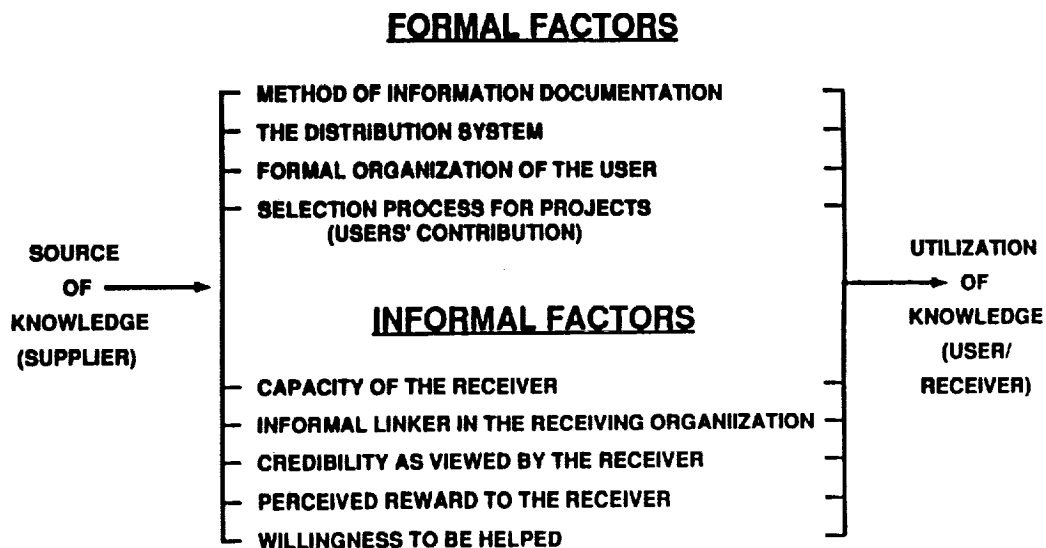 FORMAL FACTORS
METHOD OF INFORMATION DOCUMENTATION
THE DISTRIBUTION SYSTEM
FORMAL ORGANIZATION OF THE USER
SELECTION PROCESS FOR PROJECTS
(USERS' CONTRIBUTION)
SOURCE
OF
KNOWLEDGE
(SUPPLIER)
INFORMAL FACTORS
CAPACITY OF THE RECEIVER
INFORMAL LINKER IN THE RECEIVING ORGANIIZATION
CREDIBILITY AS VIEWED BY THE RECEIVER
PERCEIVED REWARD TO THE RECEIVER
WILLINGNESS TO BE HELPED
UTILIZATION
OF
KNOWLEDGE
(USER/
RECEIVER)